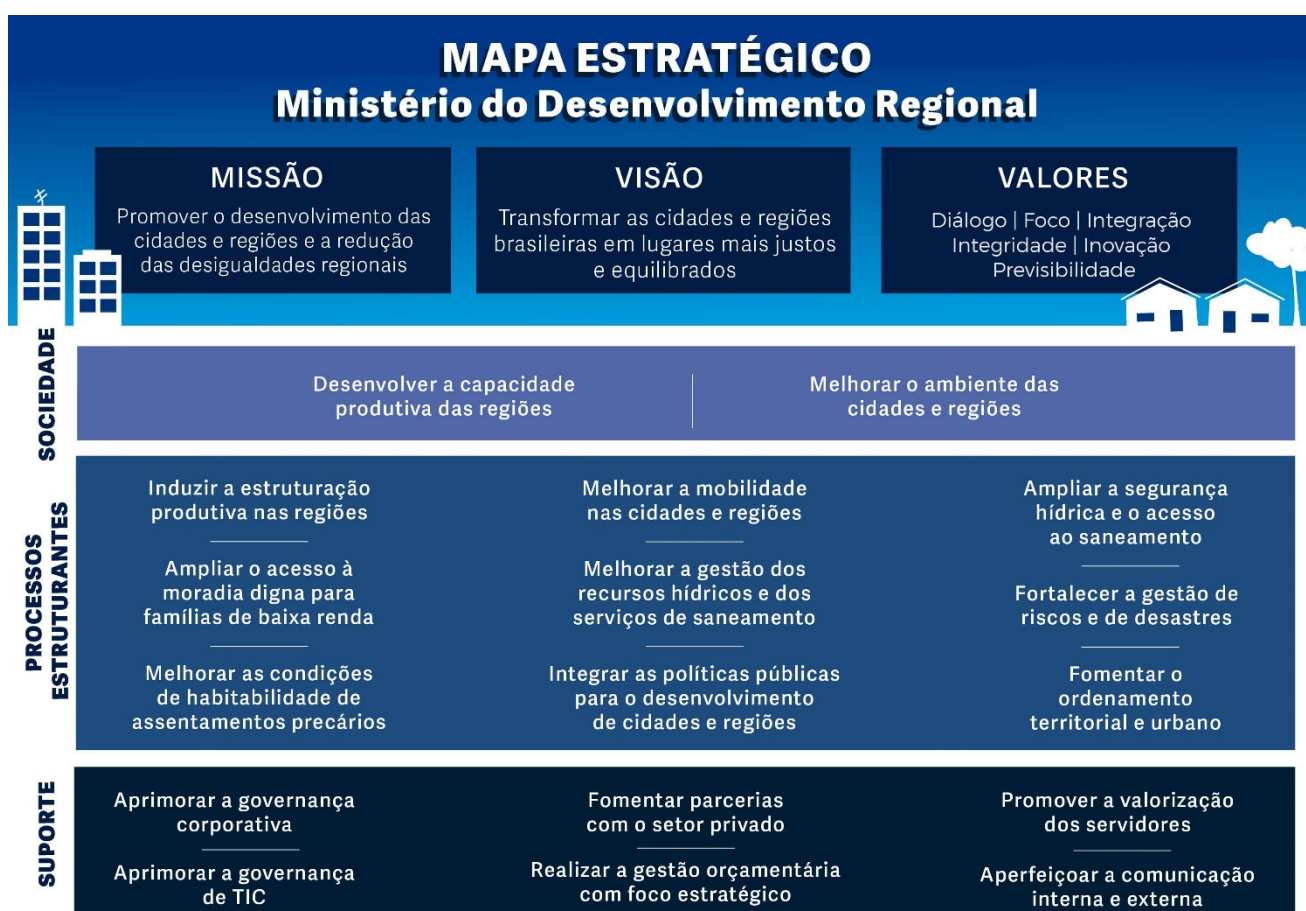 MAPA ESTRATÉGICO
Ministério do Desenvolvimento Regional
MISSÃO
Promover o desenvolvimento das
cidades e regiões e a redução
das desigualdades regionais
VISÃO
Transformar as cidades e regiões
brasileiras em lugares mais justos
e equilibrados
VALORES
Diálogo | Foco | Integração
Integridade | Inovação
Previsibilidade
SOCIEDADE
Desenvolver a capacidade
produtiva das regiões
Melhorar o ambiente das
cidades e regiões
PROCESSOS
ESTRUTURANTES
Induzir a estruturação
produtiva nas regiões
Ampliar o acesso à
moradia digna para
famílias de baixa renda
Melhorar as condições
de habitabilidade de
assentamentos precários
Melhorar a mobilidade
nas cidades e regiões
Melhorar a gestão dos
recursos hídricos e dos
serviços de saneamento
Integrar as políticas públicas
para o desenvolvimento
de cidades e regiões
Ampliar a segurança
hídrica e o acesso
ao saneamento
Fortalecer a gestão de
riscos e de desastres
Fomentar o
ordenamento
territorial e urbano
SUPORTE
Aprimorar a governança
corporativa
Aprimorar a governança
de TIC
Fomentar parcerias
com o setor privado
Realizar a gestão orçamentária
com foco estratégico
Promover a valorização
dos servidores
Aperfeiçoar a comunicação
interna e externa